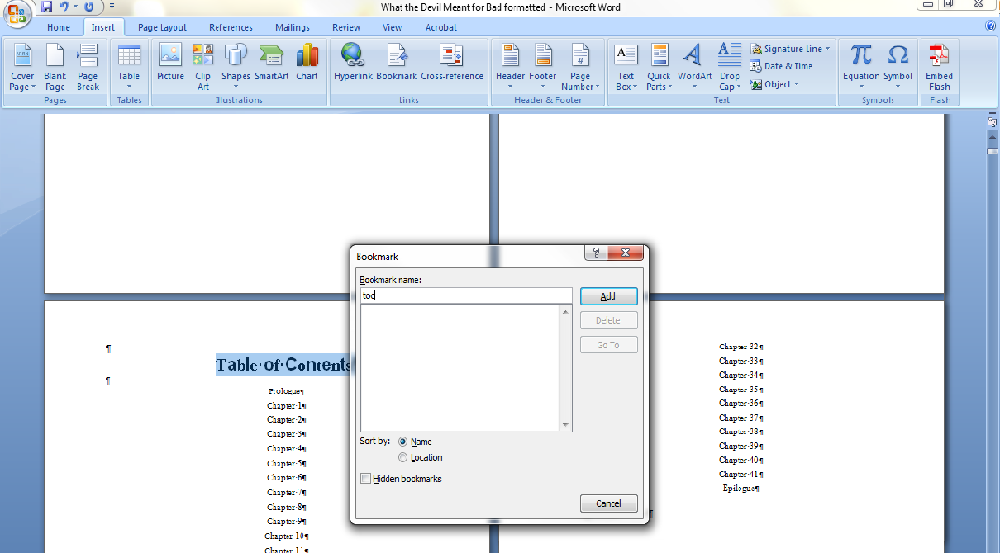 What the Devil Meant for Bad formatted - Microsoft Word
Home Insert Page Layout References Mailings Review View Acrobat
Cover Page Blank Page Page Break Table Picture Clip Art Shapes SmartArt Chart Hyperlink Bookmark Cross-reference Header Footer Page Number Text Box Quick Parts WordArt Drop Cap Signature Line Date & Time Object Equation Symbol Embed Flash
Pages Tables Illustrations Links Header & Footer Text Symbols Flash
Bookmark
Bookmark name:
toc
Add
Delete
Go To
Sort by: Name
Location
Hidden bookmarks
Cancel
¶
Table·of·Contents
¶
Prologue¶
Chapter·1¶
Chapter·2¶
Chapter·3¶
Chapter·4¶
Chapter·5¶
Chapter·6¶
Chapter·7¶
Chapter·8¶
Chapter·9¶
Chapter·10¶
Chapter·11¶
Chapter·32¶
Chapter·33¶
Chapter·34¶
Chapter·35¶
Chapter·36¶
Chapter·37¶
Chapter·38¶
Chapter·39¶
Chapter·40¶
Chapter·41¶
Epilogue¶
¶